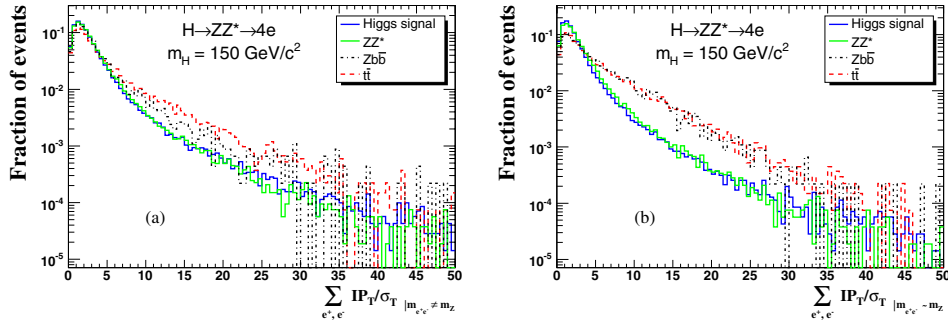 Fraction of events
10⁻¹
10⁻²
10⁻³
10⁻⁴
10⁻⁵
H→ZZ*→4e
m_H = 150 GeV/c²
Higgs signal
ZZ*
Zbb̄
tt̄
(a)
0 5 10 15 20 25 30 35 40 45 50
∑ IP_T/σ_T |m_e⁺e⁻ ≠ m_Z
e⁺, e⁻
Fraction of events
10⁻¹
10⁻²
10⁻³
10⁻⁴
10⁻⁵
H→ZZ*→4e
m_H = 150 GeV/c²
Higgs signal
ZZ*
Zbb̄
tt̄
(b)
0 5 10 15 20 25 30 35 40 45 50
∑ IP_T/σ_T |m_e⁺e⁻ ~ m_Z
e⁺, e⁻